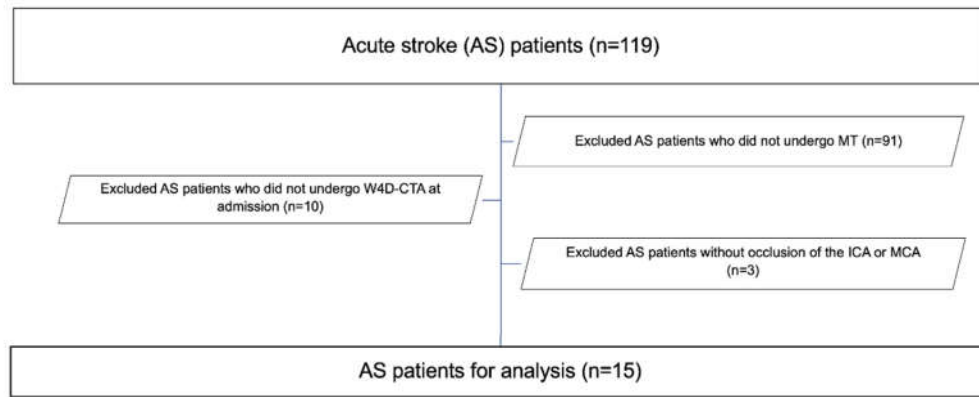 Acute stroke (AS) patients (n=119)
Excluded AS patients who did not undergo MT (n=91)
Excluded AS patients who did not undergo W4D-CTA at
admission (n=10)
Excluded AS patients without occlusion of the ICA or MCA
(n=3)
AS patients for analysis (n=15)